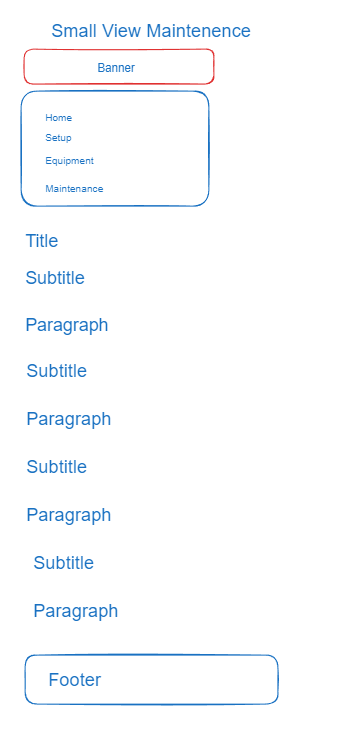 Small View Maintenence
Banner
Home
Setup
Equipment
Maintenance
Title
Subtitle
Paragraph
Subtitle
Paragraph
Subtitle
Paragraph
Subtitle
Paragraph
Footer